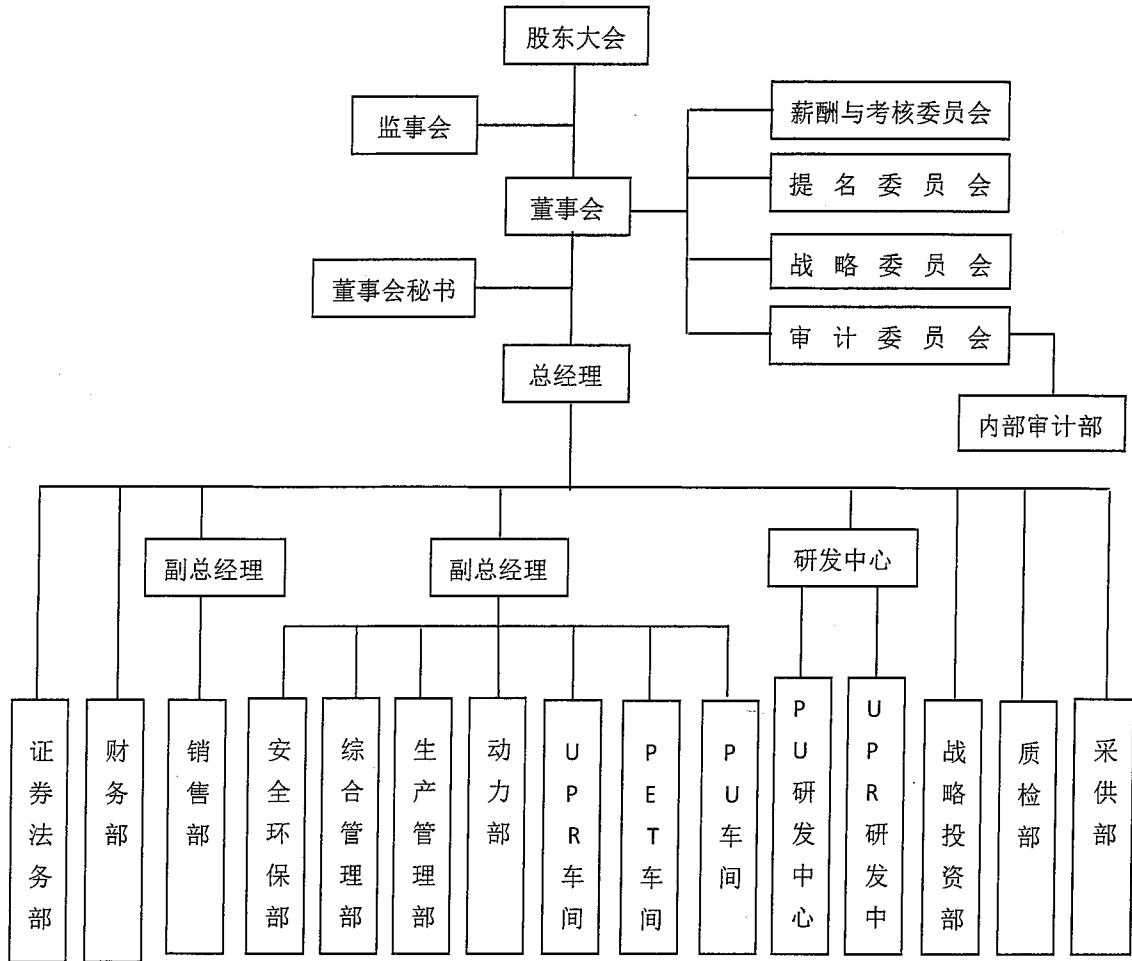 股东大会
监事会
薪酬与考核委员会
提名委员会
董事会
战略委员会
董事会秘书
审计委员会
总经理
内部审计部
副总经理
副总经理
研发中心
证券法务部
财务部
销售部
安全环保部
综合管理部
生产管理部
动力部
UPR车间
PET车间
PU车间
PU研发中心
UPR研发中
战略投资部
质检部
采供部